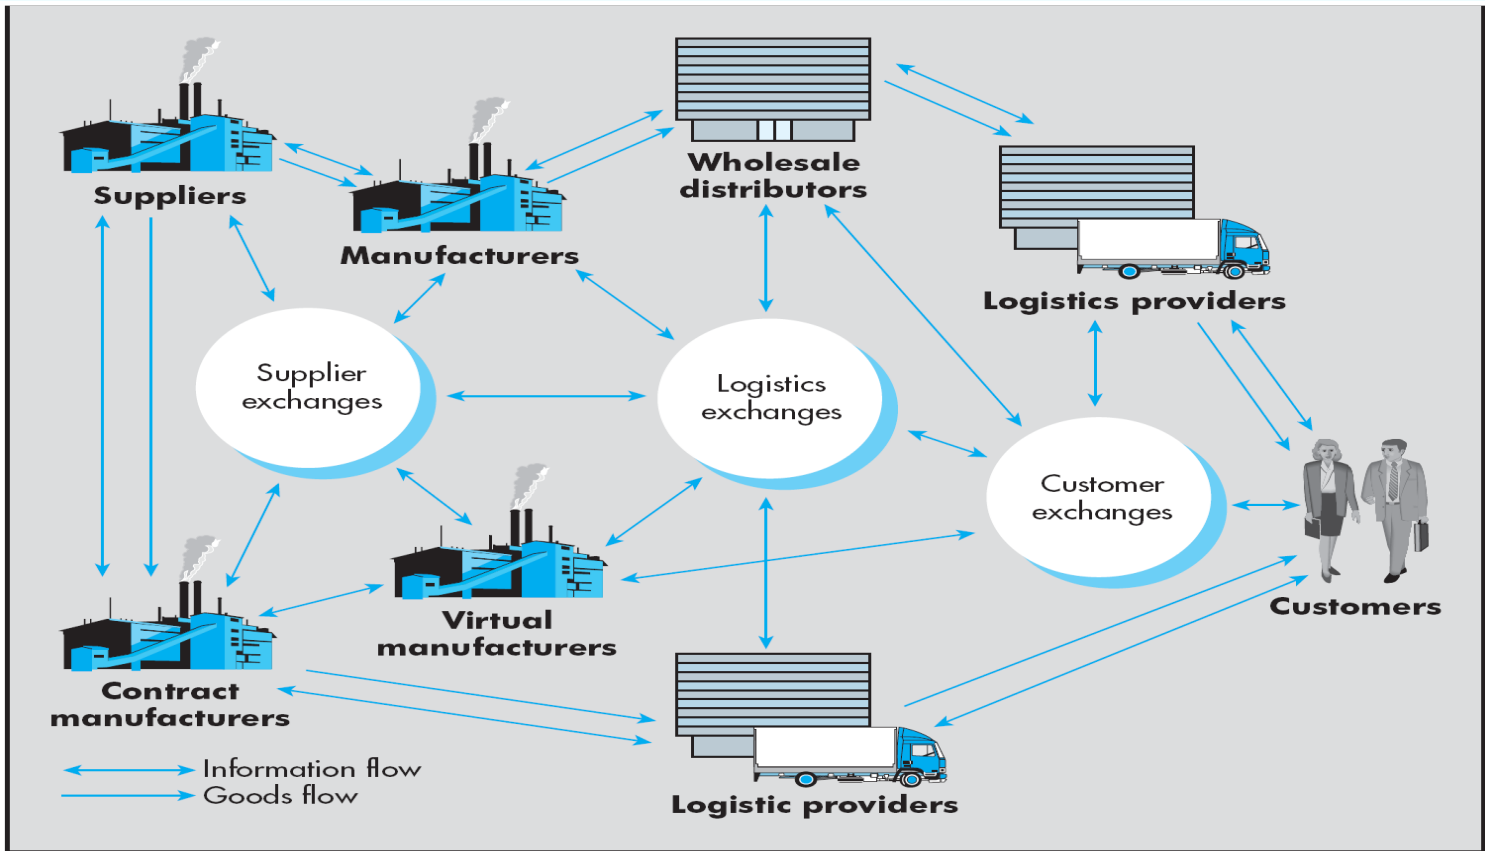 Suppliers
Manufacturers
Wholesale
distributors
Logistics providers
Supplier
exchanges
Logistics
exchanges
Customer
exchanges
Customers
Virtual
manufacturers
Contract
manufacturers
Logistic providers
Information flow
Goods flow